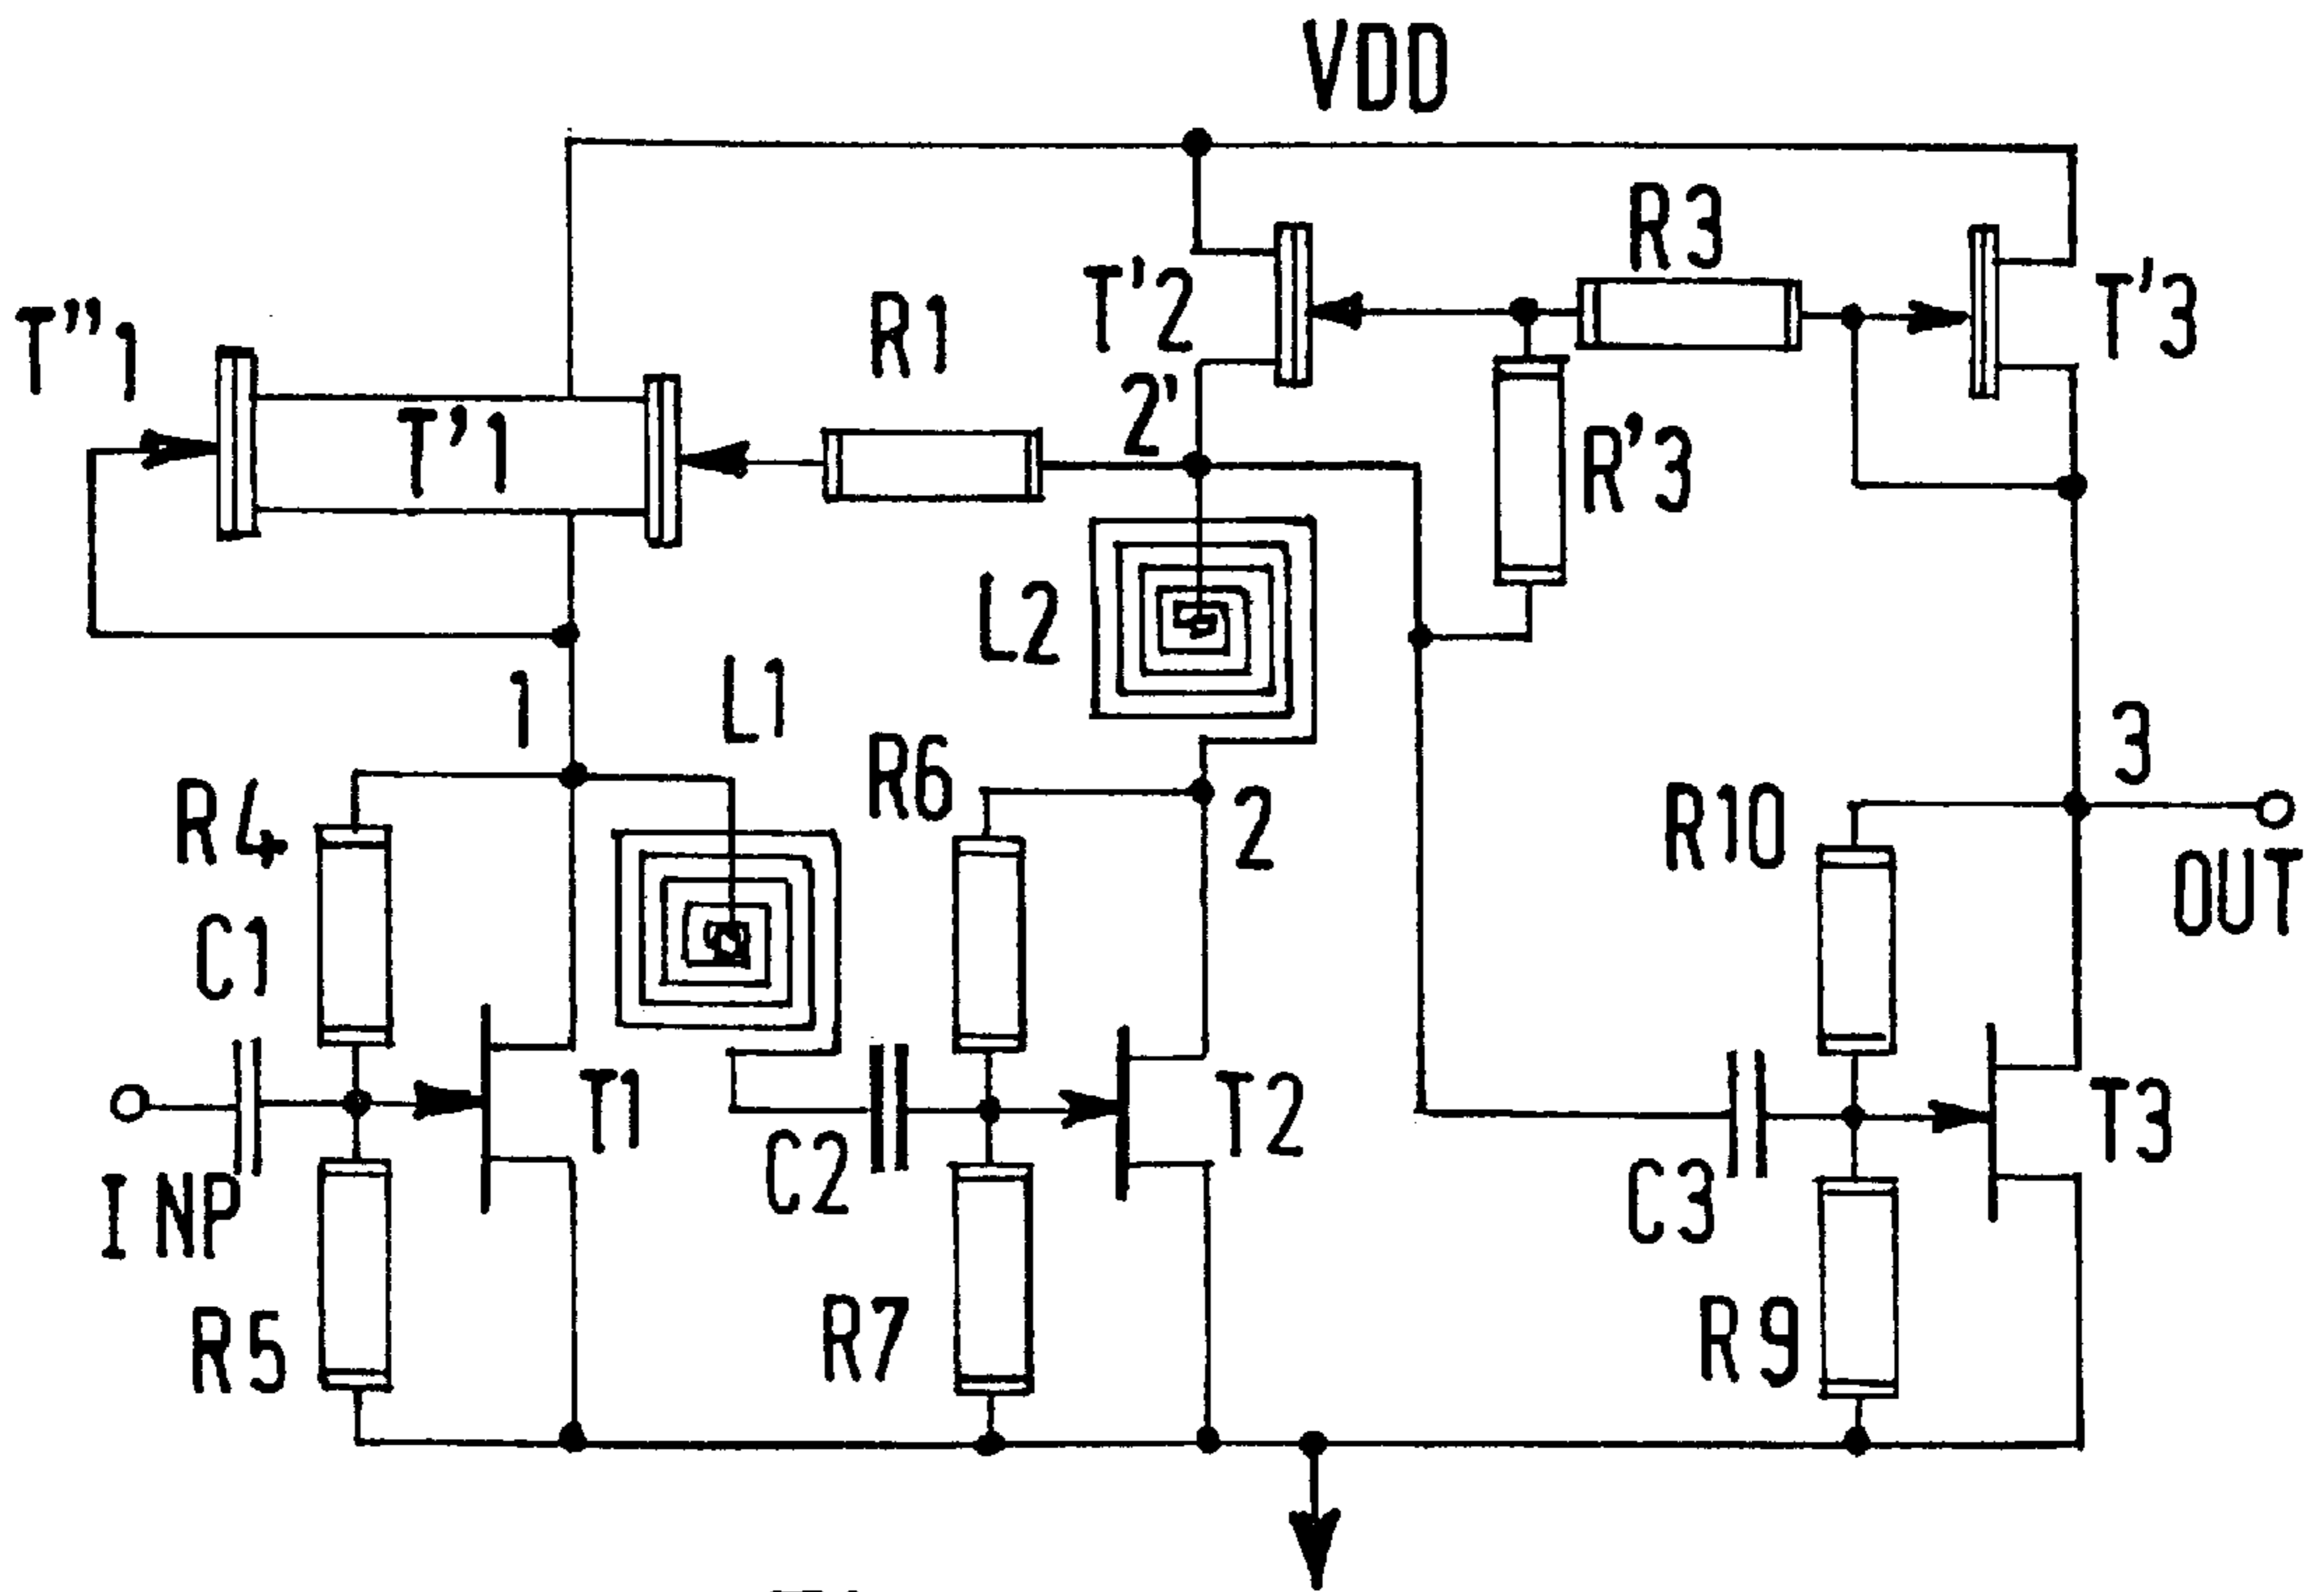 VDD
R3
T'2
T'3
T"1
R1
T'1
2'
R'3
L2
1
L1
R6
3
R4
2
R10
OUT
C1
T1
T2
T3
C2
INP
C3
R5
R7
R9